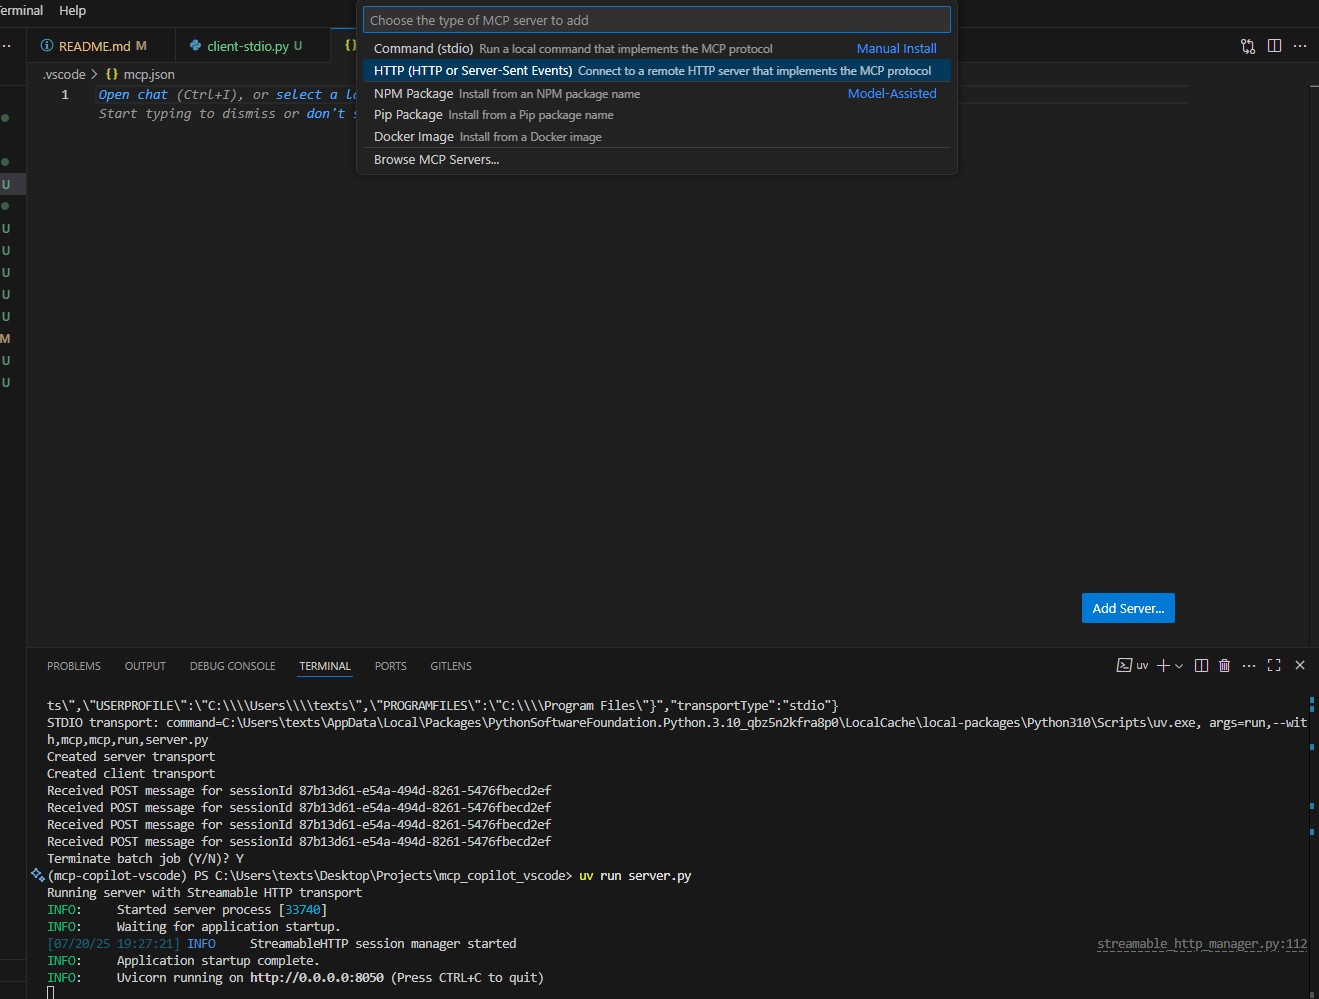 Terminal Help
Choose the type of MCP server to add
Command (stdio) Run a local command that implements the MCP protocol Manual Install
HTTP (HTTP or Server-Sent Events) Connect to a remote HTTP server that implements the MCP protocol
NPM Package Install from an NPM package name Model-Assisted
Pip Package Install from a Pip package name
Docker Image Install from a Docker image
Browse MCP Servers...
README.md M client-stdio.py U {}
.vscode > {} mcp.json
1 Open chat (Ctrl+I), or select a la
Start typing to dismiss or don't s
U
U
U
U
U
U
M
U
U
Add Server...
PROBLEMS OUTPUT DEBUG CONSOLE TERMINAL PORTS GITLENS uv
ts\",\"USERPROFILE\":\"C:\\\\Users\\\\texts\",\"PROGRAMFILES\":\"C:\\\\Program Files\"}","transportType":"stdio"}
STDIO transport: command=C:\Users\texts\AppData\Local\Packages\PythonSoftwareFoundation.Python.3.10_qbz5n2kfra8p0\LocalCache\local-packages\Python310\Scripts\uv.exe, args=run,--wit
h,mcp,mcp,run,server.py
Created server transport
Created client transport
Received POST message for sessionId 87b13d61-e54a-494d-8261-5476fbecd2ef
Received POST message for sessionId 87b13d61-e54a-494d-8261-5476fbecd2ef
Received POST message for sessionId 87b13d61-e54a-494d-8261-5476fbecd2ef
Received POST message for sessionId 87b13d61-e54a-494d-8261-5476fbecd2ef
Terminate batch job (Y/N)? Y
(mcp-copilot-vscode) PS C:\Users\texts\Desktop\Projects\mcp_copilot_vscode> uv run server.py
Running server with Streamable HTTP transport
INFO: Started server process [33740]
INFO: Waiting for application startup.
[07/20/25 19:27:21] INFO StreamableHTTP session manager started streamable_http_manager.py:112
INFO: Application startup complete.
INFO: Uvicorn running on http://0.0.0.0:8050 (Press CTRL+C to quit)